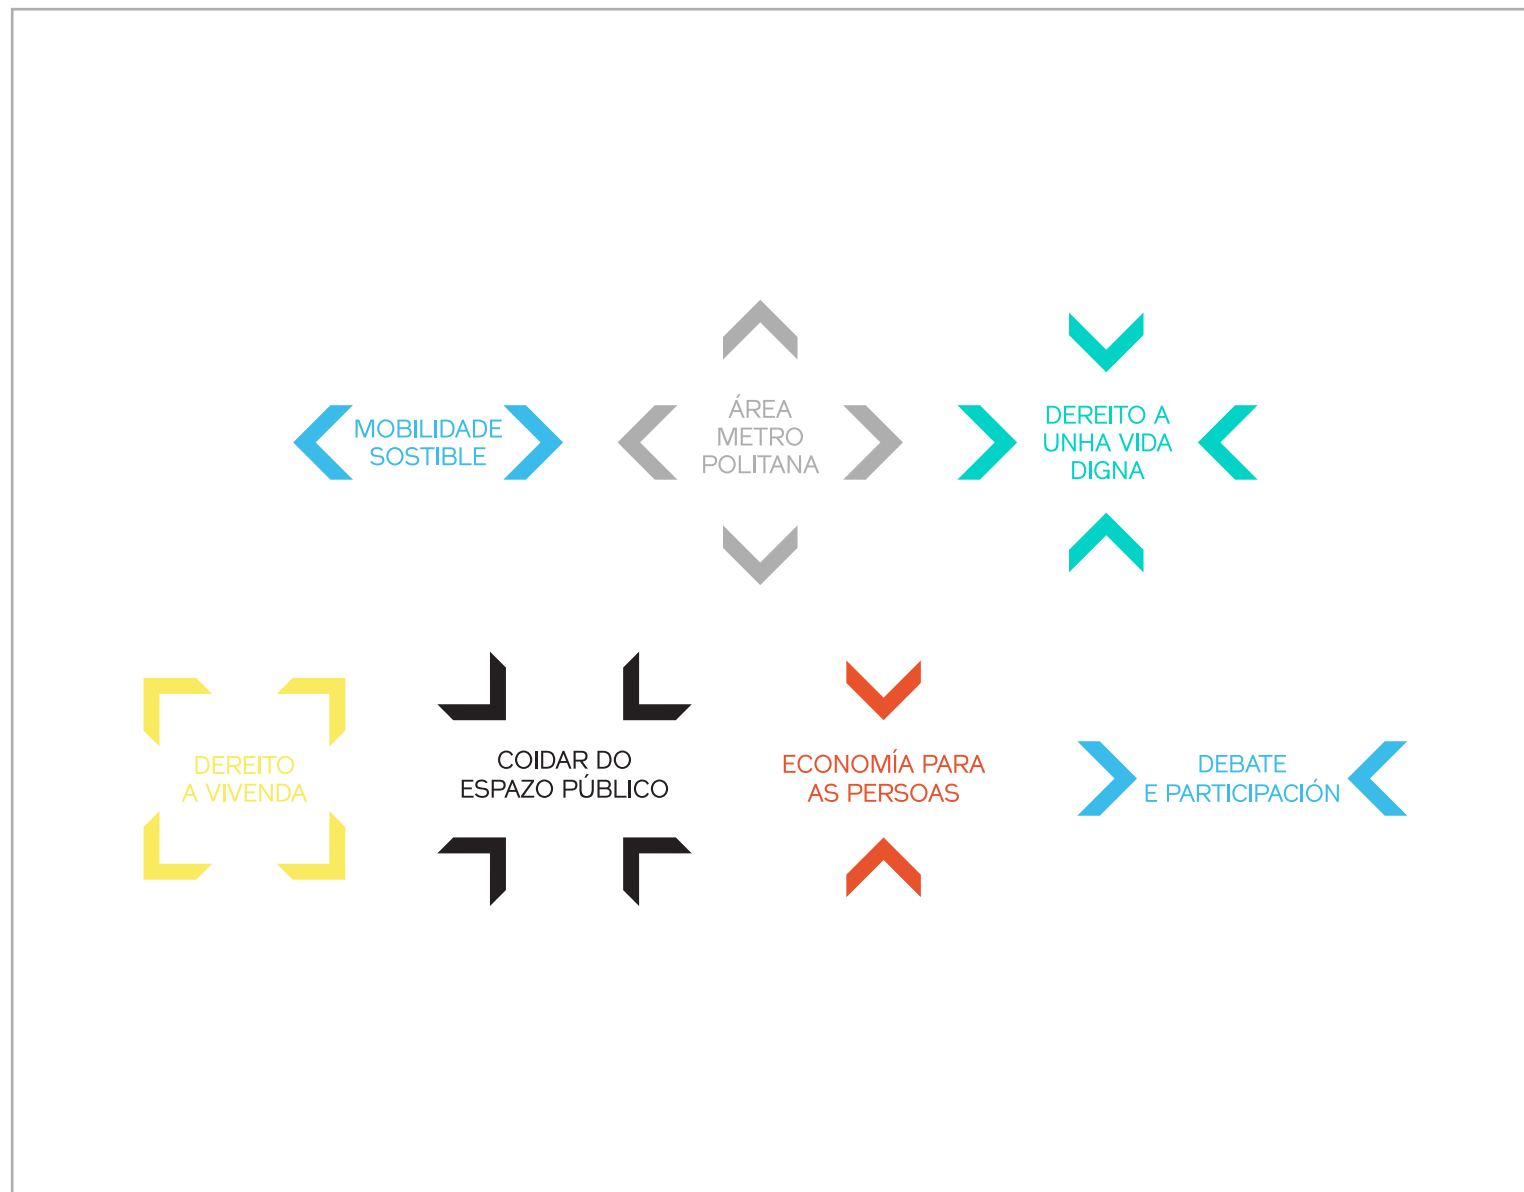 MOBILIDADE
SOSTIBLE
ÁREA
METRO
POLITANA
DEREITO A
UNHA VIDA
DIGNA
DEREITO
A VIVENDA
COIDAR DO
ESPAZO PÚBLICO
ECONOMÍA PARA
AS PERSOAS
DEBATE
E PARTICIPACIÓN